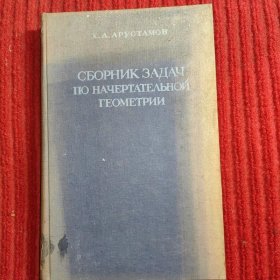 Х. А. АРУСТАМОВ
СБОРНИК ЗАДАЧ
ПО НАЧЕРТАТЕЛЬНОЙ
ГЕОМЕТРИИ